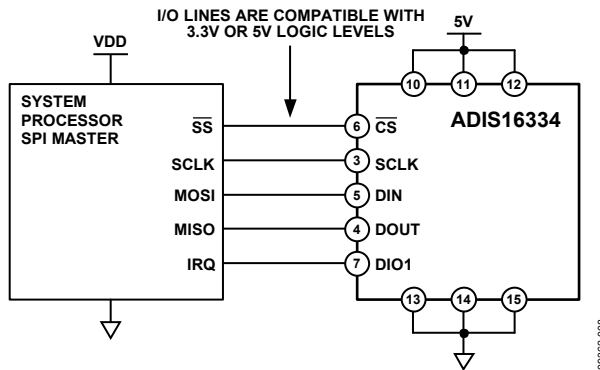 I/O LINES ARE COMPATIBLE WITH
3.3V OR 5V LOGIC LEVELS
VDD
5V
10
11
12
SYSTEM
PROCESSOR
SPI MASTER
ADIS16334
SS
6
CS
SCLK
3
SCLK
MOSI
5
DIN
MISO
4
DOUT
IRQ
7
DIO1
13
14
15